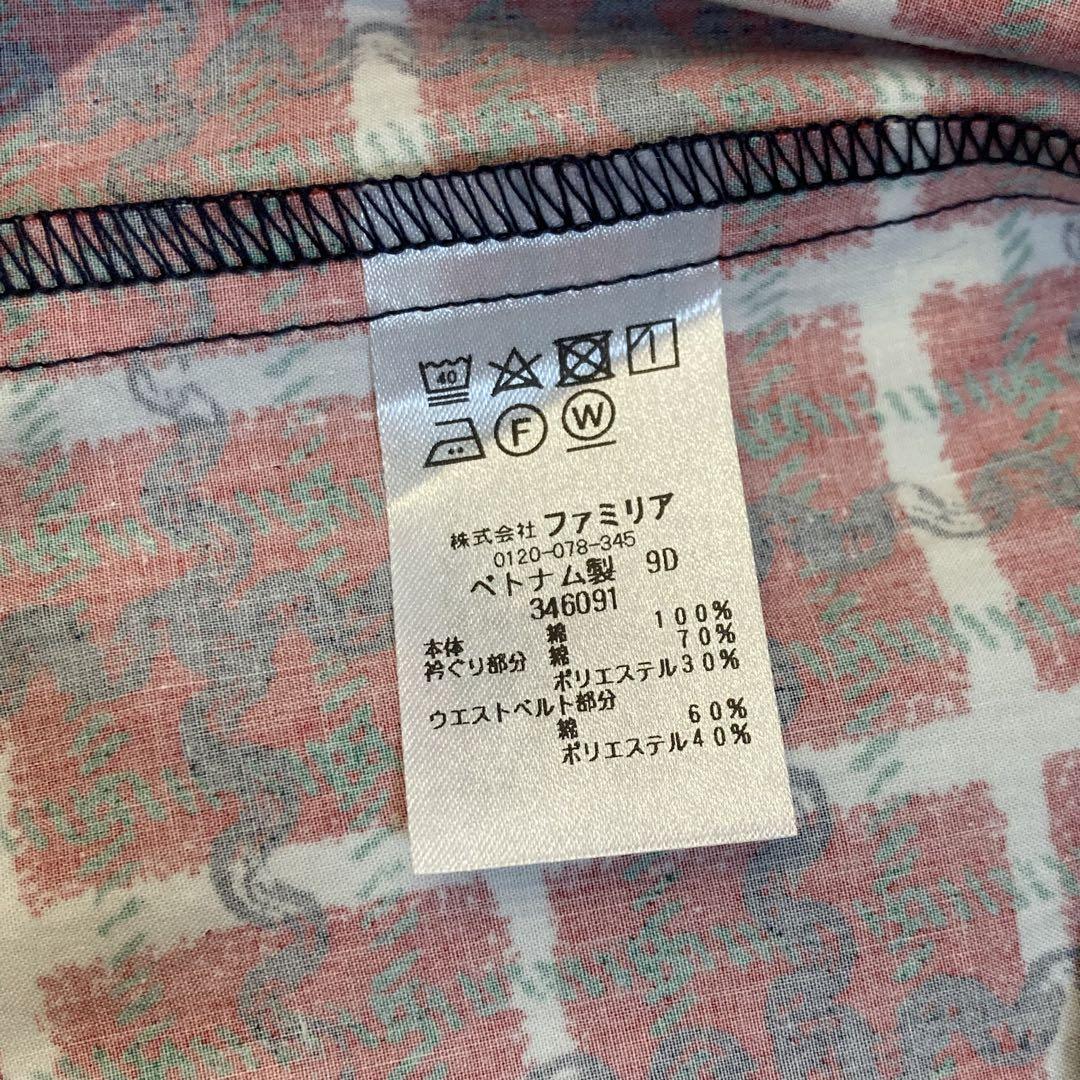 40
F W
株式会社 ファミリア
0120-078-345
ベトナム製 9D
346091
本体 綿 100%
衿ぐり部分 綿 70%
ポリエステル30%
ウエストベルト部分
綿 60%
ポリエステル40%